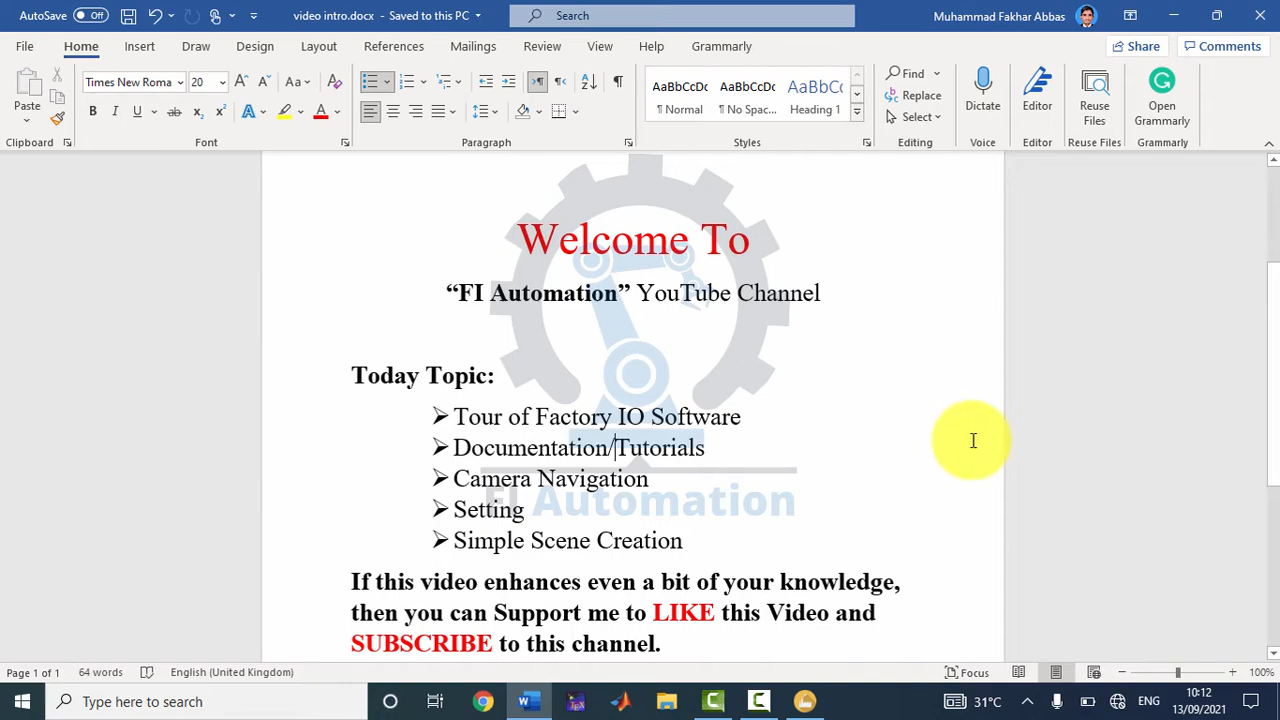 AutoSave Off video intro.docx - Saved to this PC Search Muhammad Fakhar Abbas
File Home Insert Draw Design Layout References Mailings Review View Help Grammarly Share Comments
Times New Roma 20 Aa AaBbCcDc AaBbCcDc AaBbCc Find
Replace
Select
Paste B I U ab x₂ x² A A ¶ Normal ¶ No Spac... Heading 1 Dictate Editor Reuse Files Open Grammarly
Clipboard Font Paragraph Styles Editing Voice Editor Reuse Files Grammarly
Welcome To
“FI Automation” YouTube Channel
Today Topic:
Tour of Factory IO Software
Documentation/Tutorials
Camera Navigation
Setting
FI Automation
Simple Scene Creation
If this video enhances even a bit of your knowledge,
then you can Support me to LIKE this Video and
SUBSCRIBE to this channel.
Page 1 of 1 64 words English (United Kingdom) Focus 100%
Type here to search 31°C ENG 10:12
13/09/2021